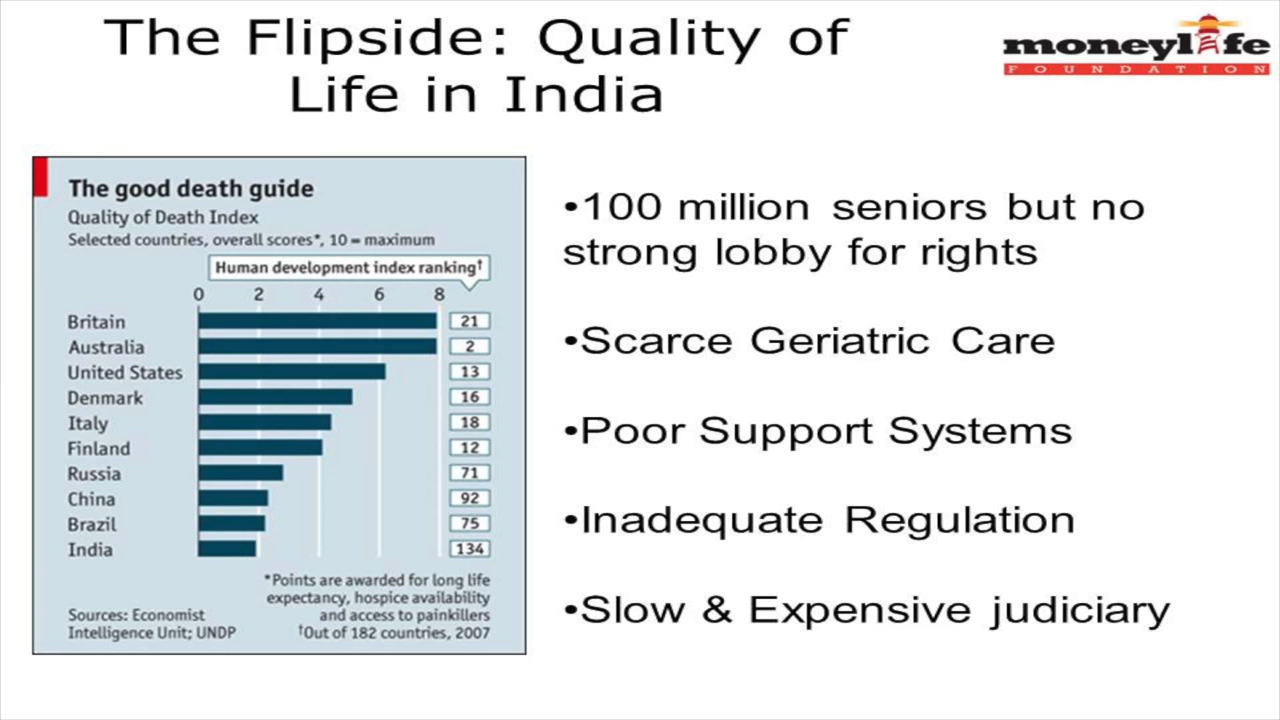 The Flipside: Quality of
Life in India
moneylife
FOUNDATION
The good death guide
Quality of Death Index
Selected countries, overall scores*, 10 = maximum
Human development index ranking†
0 2 4 6 8
Britain 21
Australia 2
United States 13
Denmark 16
Italy 18
Finland 12
Russia 71
China 92
Brazil 75
India 134
*Points are awarded for long life
expectancy, hospice availability
and access to painkillers
†Out of 182 countries, 2007
Sources: Economist
Intelligence Unit; UNDP
•100 million seniors but no
strong lobby for rights
•Scarce Geriatric Care
•Poor Support Systems
•Inadequate Regulation
•Slow & Expensive judiciary